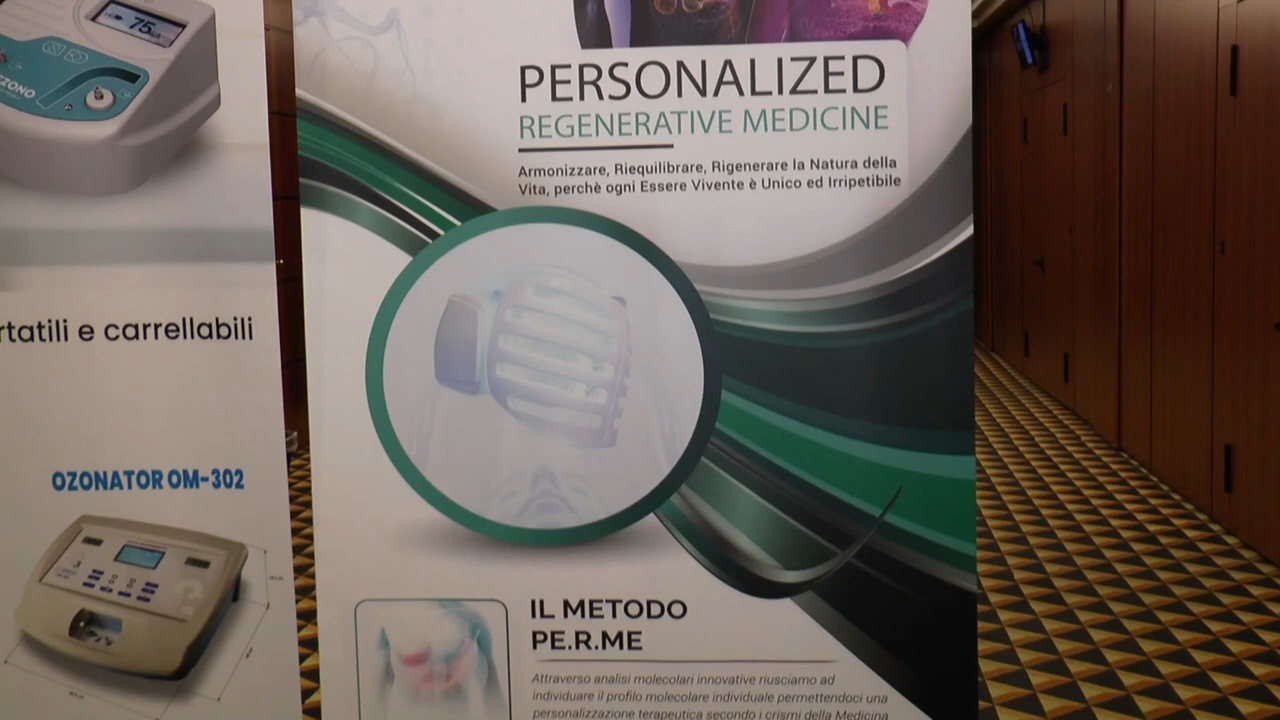 75
OZZONO
rtatili e carrellabili
OZONATOR OM-302
PERSONALIZED
REGENERATIVE MEDICINE
Armonizzare, Riequilibrare, Rigenerare la Natura della
Vita, perchè ogni Essere Vivente è Unico ed Irripetibile
IL METODO
PE.R.ME
Attraverso analisi molecolari innovative riusciamo ad
individuare il profilo molecolare individuale permettendoci una
personalizzazione terapeutica secondo i crismi della Medicina